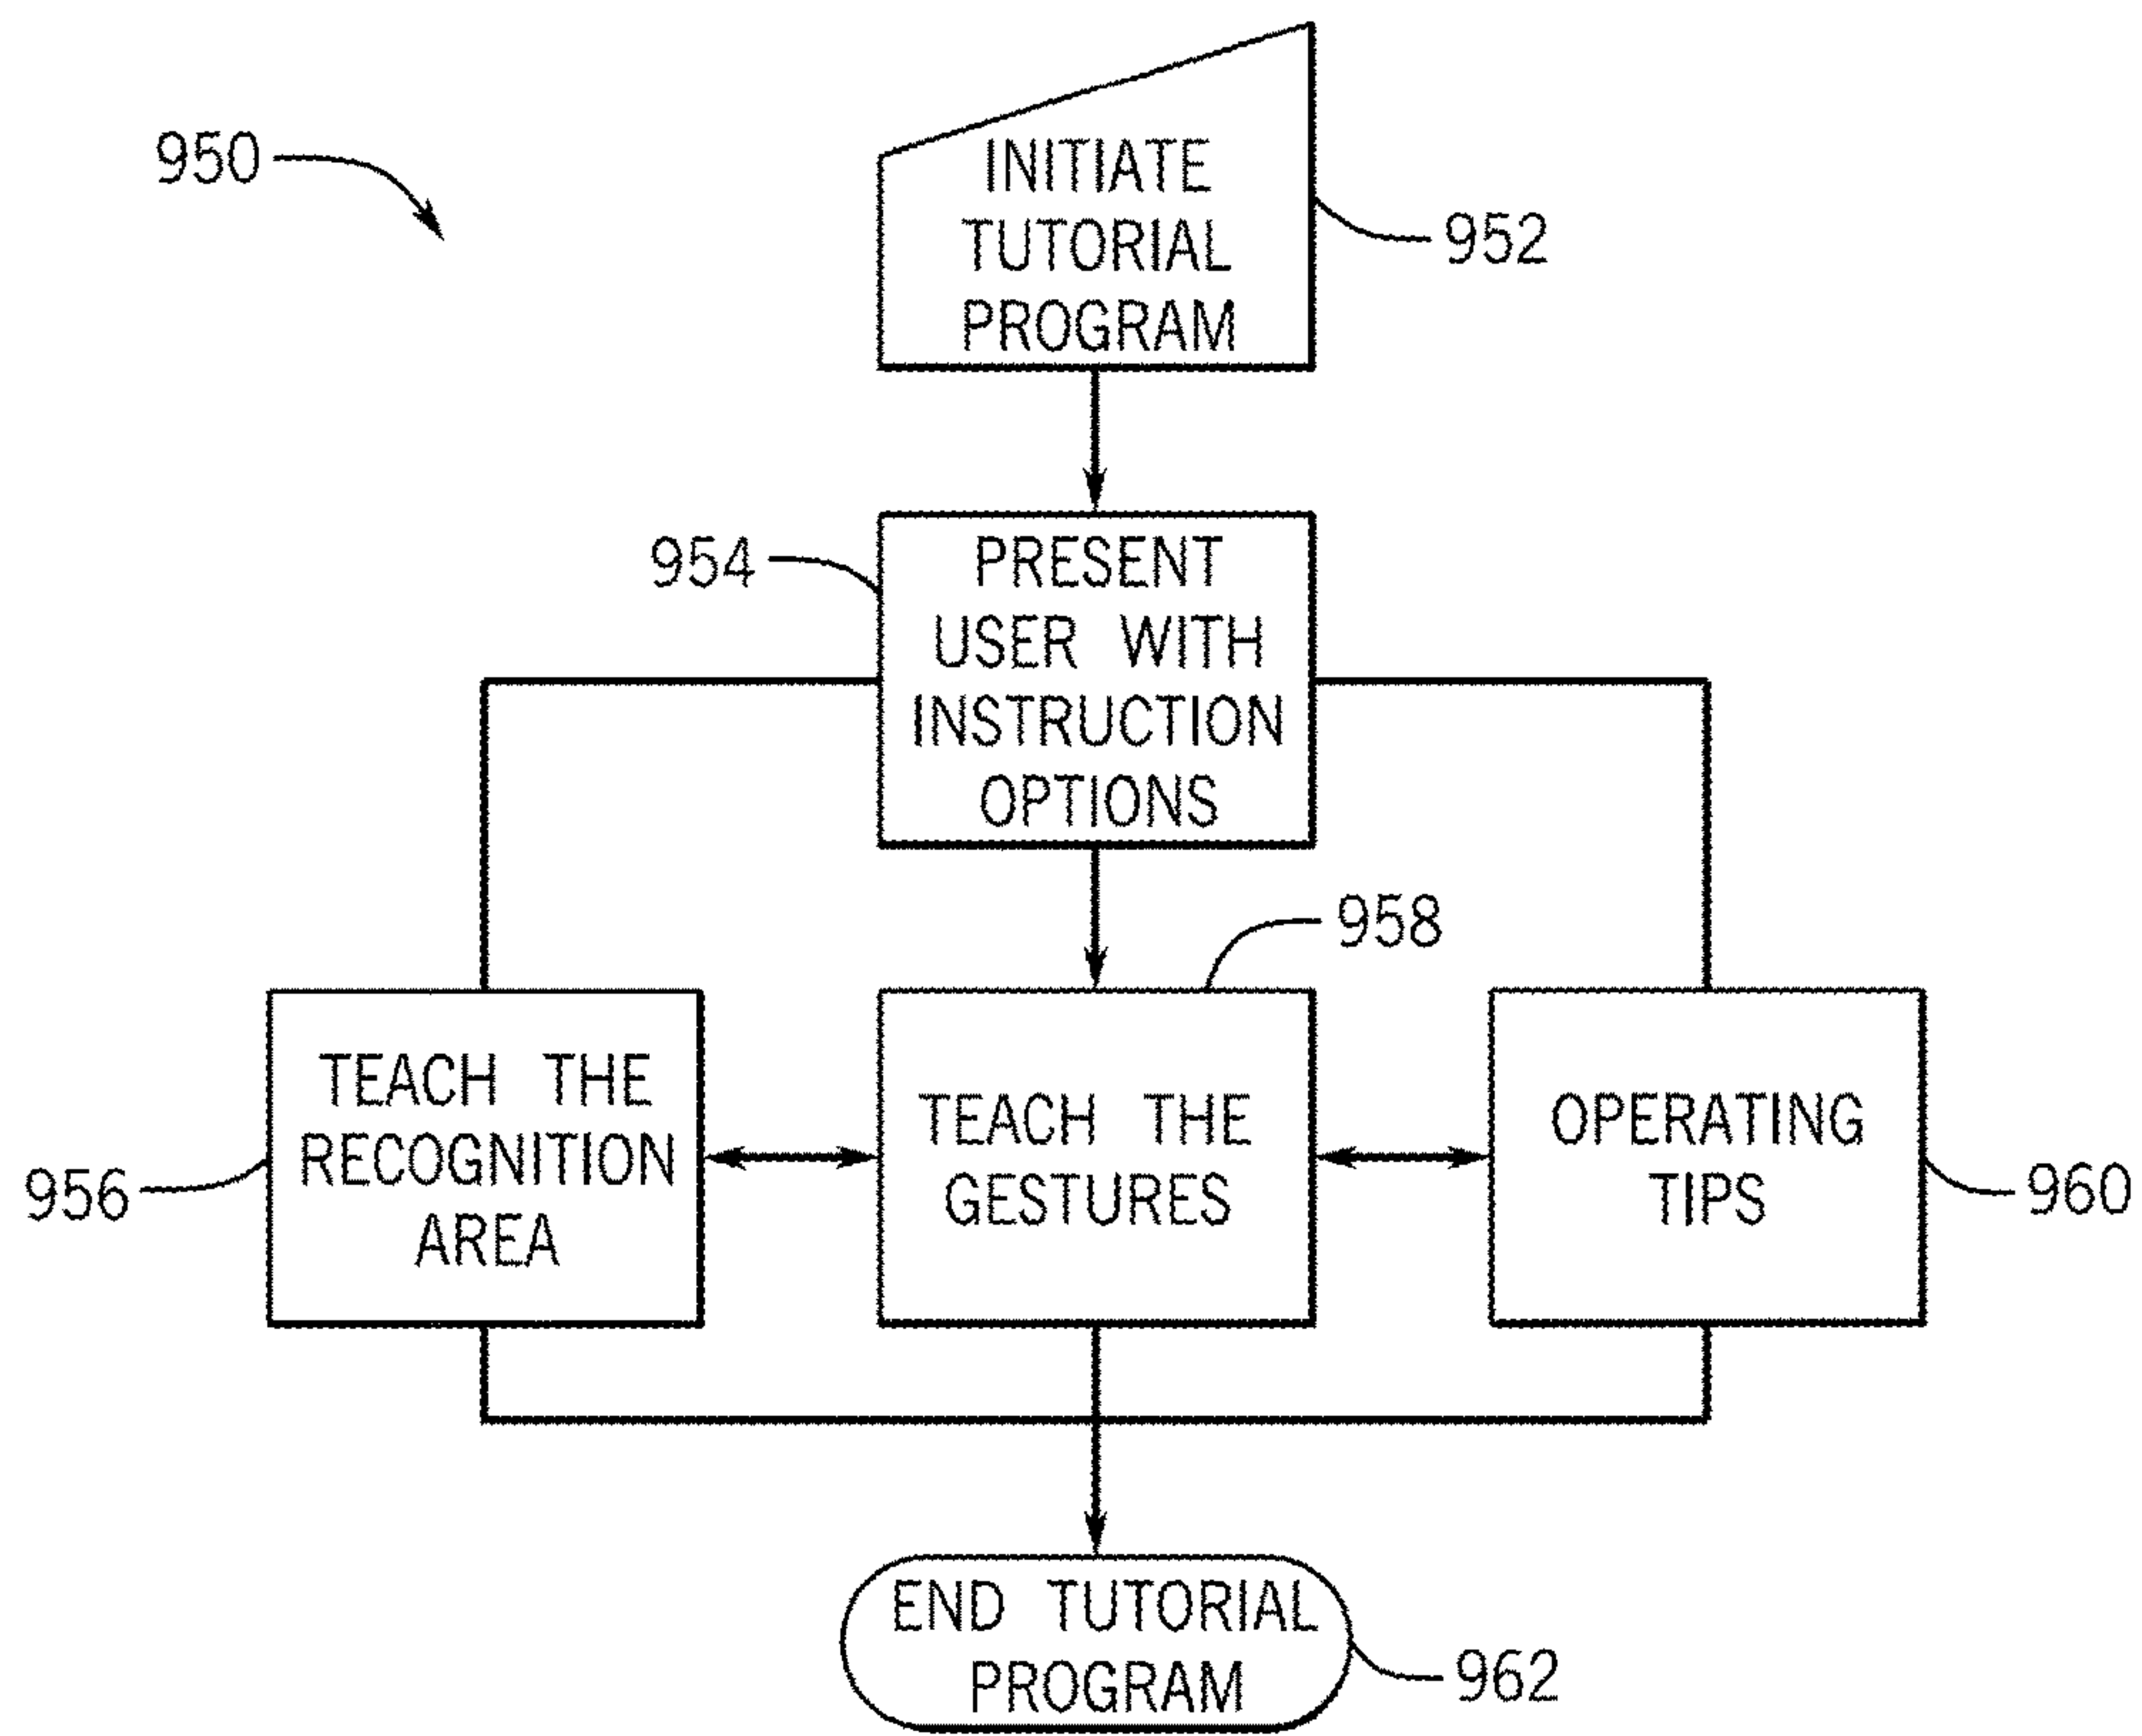 950
INITIATE
TUTORIAL
PROGRAM
952
954
PRESENT
USER WITH
INSTRUCTION
OPTIONS
958
TEACH THE
RECOGNITION
AREA
956
TEACH THE
GESTURES
OPERATING
TIPS
960
END TUTORIAL
PROGRAM
962